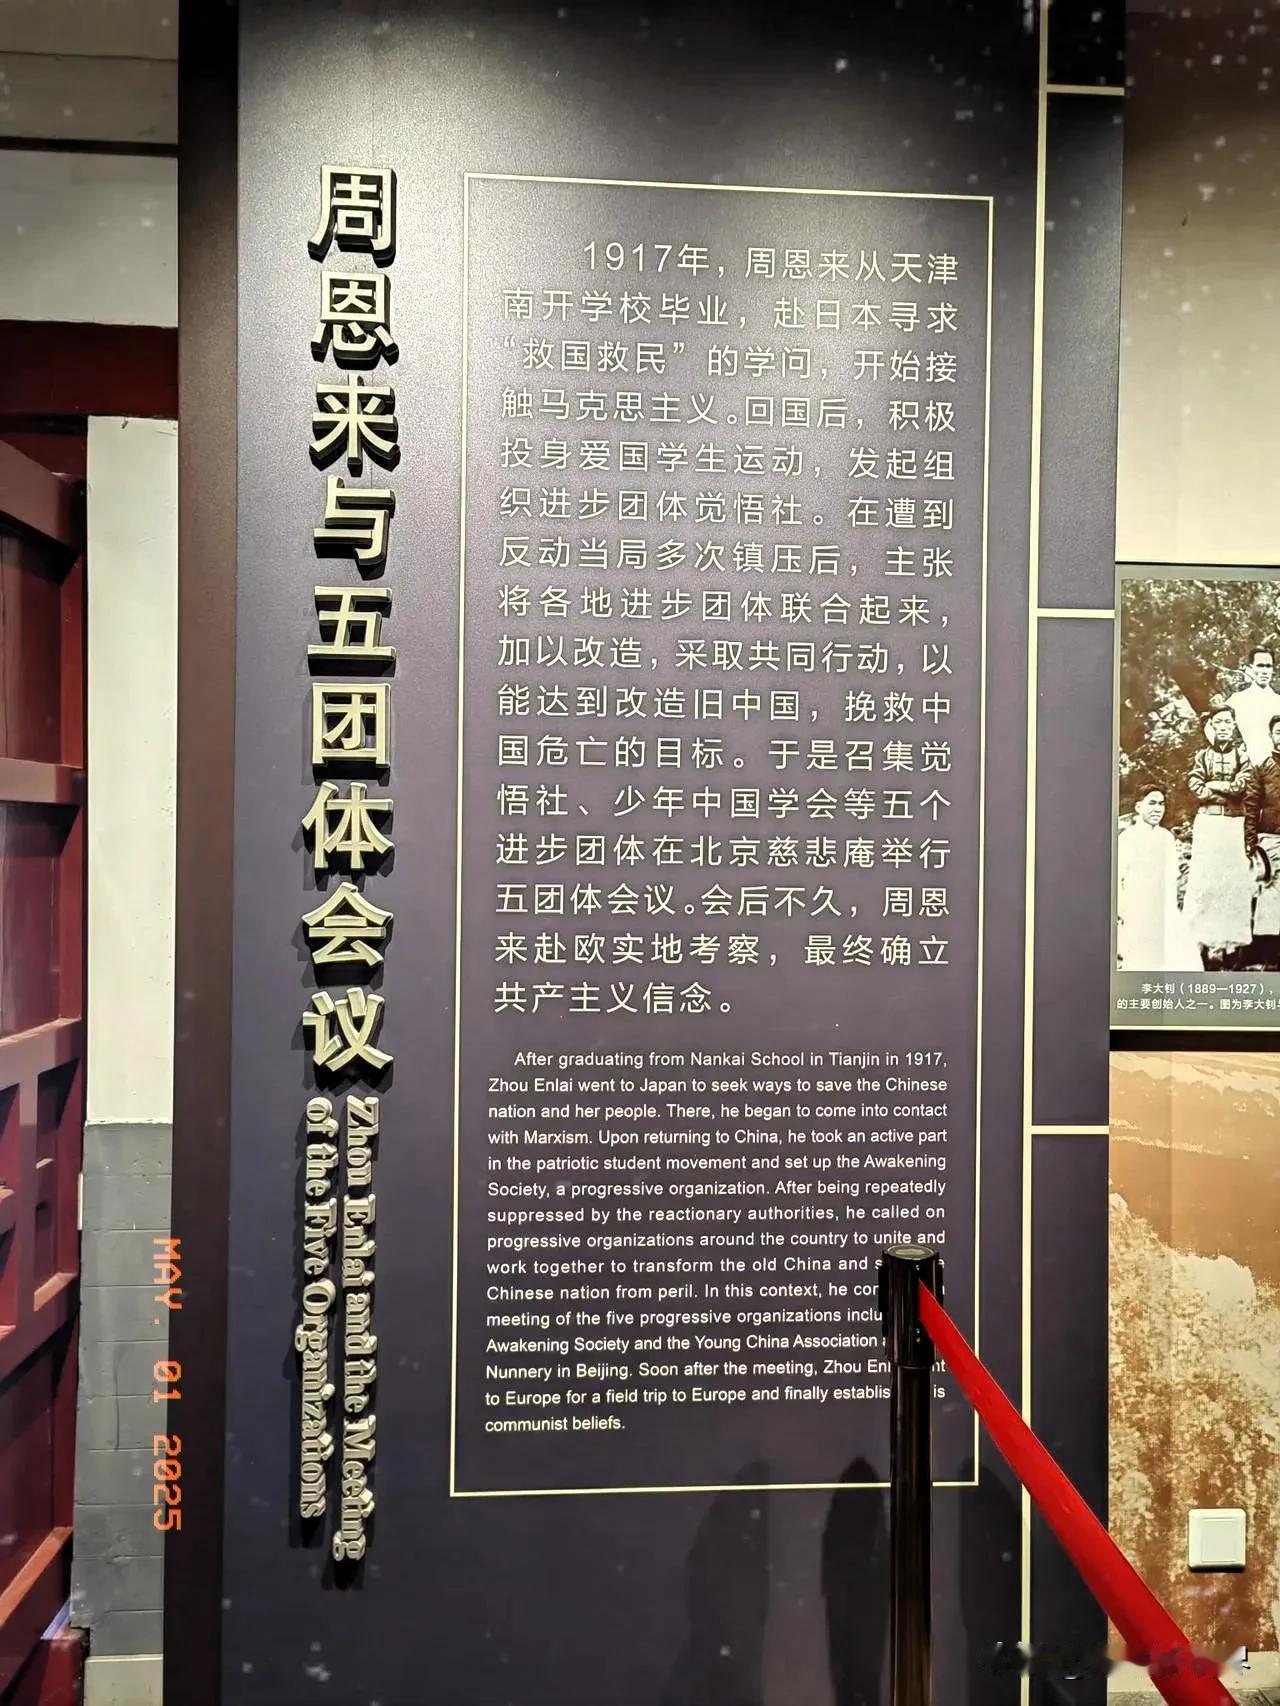 周恩来与五团体会议
Zhou Enlai and the Meeting
of the Five Organizations
1917年，周恩来从天津
南开学校毕业，赴日本寻求
“救国救民”的学问，开始接
触马克思主义。回国后，积极
投身爱国学生运动，发起组
织进步团体觉悟社。在遭到
反动当局多次镇压后，主张
将各地进步团体联合起来，
加以改造，采取共同行动，以
能达到改造旧中国，挽救中
国危亡的目标。于是召集觉
悟社、少年中国学会等五个
进步团体在北京慈悲庵举行
五团体会议。会后不久，周恩
来赴欧实地考察，最终确立
共产主义信念。
After graduating from Nankai School in Tianjin in 1917,
Zhou Enlai went to Japan to seek ways to save the Chinese
nation and her people. There, he began to come into contact
with Marxism. Upon returning to China, he took an active part
in the patriotic student movement and set up the Awakening
Society, a progressive organization. After being repeatedly
suppressed by the reactionary authorities, he called on
progressive organizations around the country to unite and
work together to transform the old China and
Chinese nation from peril. In this context, he
meeting of the five progressive organizations
Awakening Society and the Young China Association
Nunnery in Beijing. Soon after the meeting, Zhou
to Europe for a field trip to Europe and finally
communist beliefs.
李大钊（1889—1927），
的主要创始人之一。图为李大钊与
MAY. 01 2025